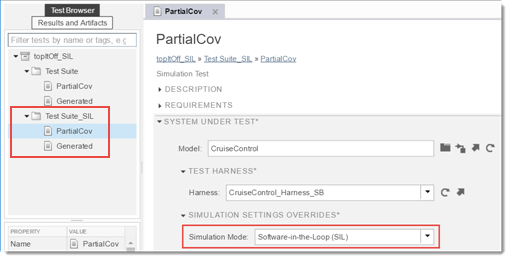 Test Browser
Results and Artifacts
Filter tests by name or tags, e.g
topItOff_SIL
Test Suite
PartialCov
Generated
Test Suite_SIL
PartialCov
Generated
PROPERTY VALUE
Name PartialCov
PartialCov
PartialCov
topItOff_SIL » Test Suite_SIL » PartialCov
Simulation Test
DESCRIPTION
REQUIREMENTS
SYSTEM UNDER TEST*
Model: CruiseControl
TEST HARNESS*
Harness: CruiseControl_Harness_SB
SIMULATION SETTINGS OVERRIDES*
Simulation Mode: Software-in-the-Loop (SIL)